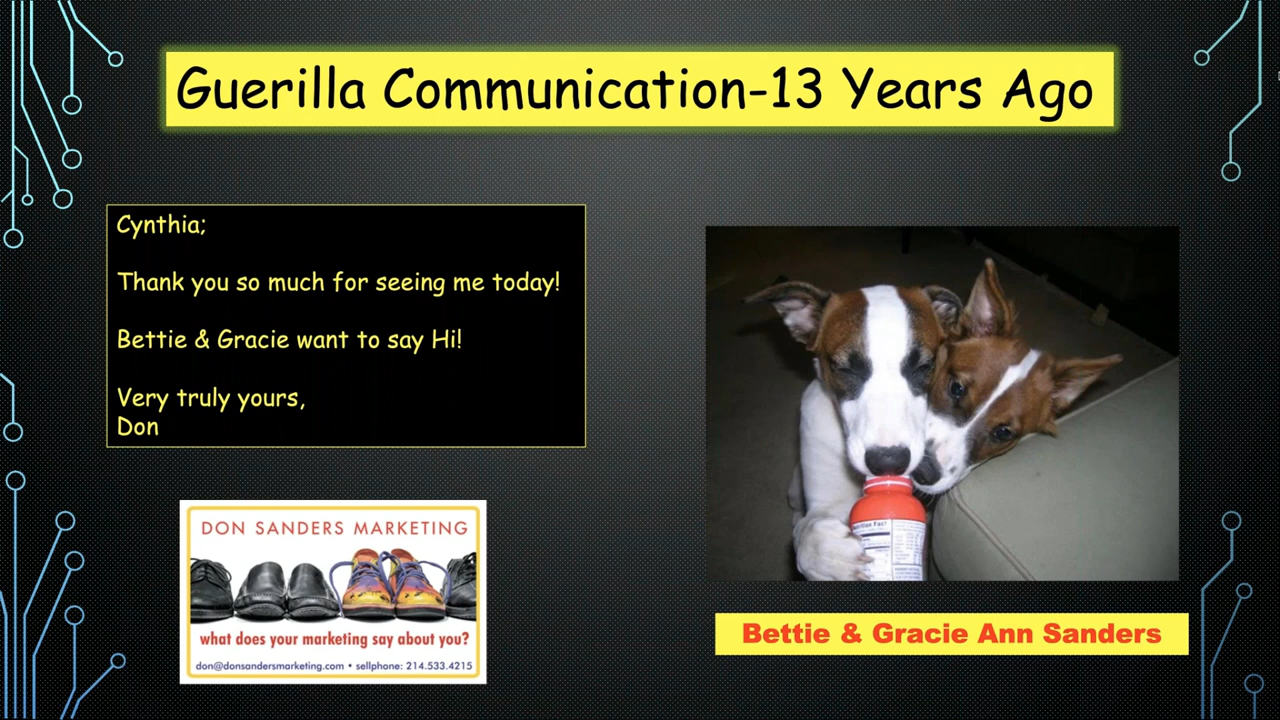 Guerilla Communication-13 Years Ago
Cynthia;
Thank you so much for seeing me today!
Bettie & Gracie want to say Hi!
Very truly yours,
Don
DON SANDERS MARKETING
what does your marketing say about you?
don@donsandersmarketing.com • sellphone: 214.533.4215
Bettie & Gracie Ann Sanders